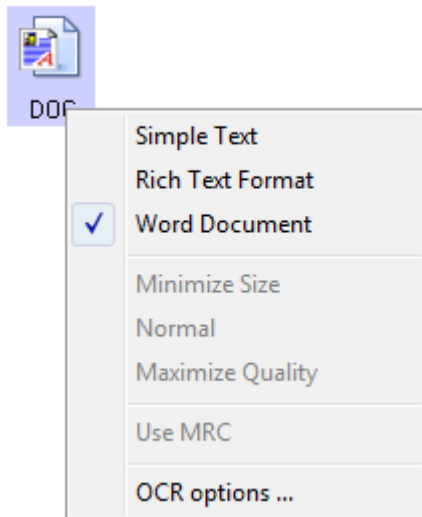 DOC
Simple Text
Rich Text Format
Word Document
Minimize Size
Normal
Maximize Quality
Use MRC
OCR options ...